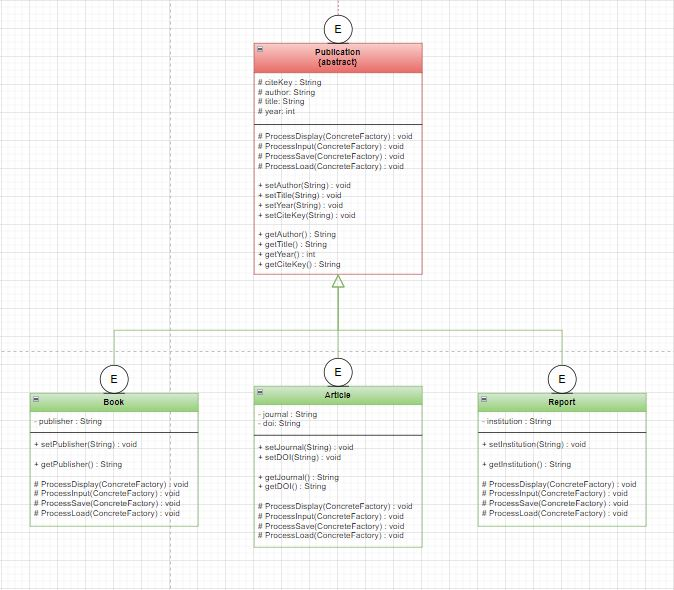 E
Publication
{abstract}
# citeKey : String
# author: String
# title: String
# year: int
# ProcessDisplay(ConcreteFactory) : void
# ProcessInput(ConcreteFactory) : void
# ProcessSave(ConcreteFactory) : void
# ProcessLoad(ConcreteFactory) : void
+ setAuthor(String) : void
+ setTitle(String) : void
+ setYear(String) : void
+ setCiteKey(String) : void
+ getAuthor() : String
+ getTitle() : String
+ getYear() : int
+ getCiteKey() : String
E
Book
- publisher : String
+ setPublisher(String) : void
+ getPublisher() : String
# ProcessDisplay(ConcreteFactory) : void
# ProcessInput(ConcreteFactory) : void
# ProcessSave(ConcreteFactory) : void
# ProcessLoad(ConcreteFactory) : void
E
Article
- journal : String
- doi: String
+ setJournal(String) : void
+ setDOI(String) : void
+ getJournal() : String
+ getDOI() : String
# ProcessDisplay(ConcreteFactory) : void
# ProcessInput(ConcreteFactory) : void
# ProcessSave(ConcreteFactory) : void
# ProcessLoad(ConcreteFactory) : void
E
Report
- institution : String
+ setInstitution(String) : void
+ getInstitution() : String
# ProcessDisplay(ConcreteFactory) : void
# ProcessInput(ConcreteFactory) : void
# ProcessSave(ConcreteFactory) : void
# ProcessLoad(ConcreteFactory) : void